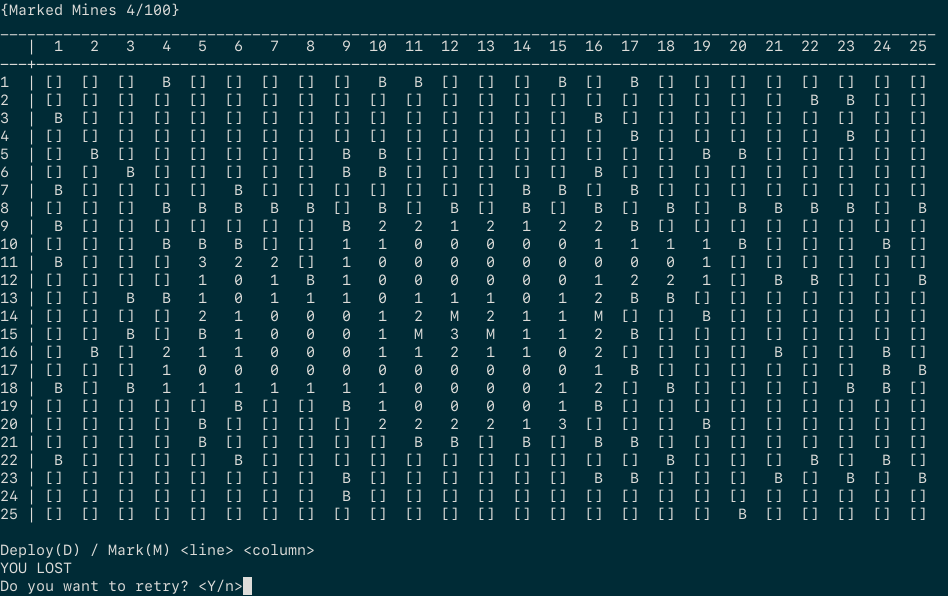 {Marked Mines 4/100}
   |  1   2   3   4   5   6   7   8   9  10  11  12  13  14  15  16  17  18  19  20  21  22  23  24  25
---+----------------------------------------------------------------------------------------------------
1  | [] [] [] B [] [] [] [] [] B B [] [] [] B [] B [] [] [] [] [] [] [] []
2  | [] [] [] [] [] [] [] [] [] [] [] [] [] [] [] [] [] [] [] [] [] B B [] []
3  | B [] [] [] [] [] [] [] [] [] [] [] [] [] [] B [] [] [] [] [] [] [] [] []
4  | [] [] [] [] [] [] [] [] [] [] [] [] [] [] [] [] B [] [] [] [] [] B [] []
5  | [] B [] [] [] [] [] [] B B [] [] [] [] [] [] [] [] B B [] [] [] [] []
6  | [] [] B [] [] [] [] [] B B [] [] [] [] [] B [] [] [] [] [] [] [] [] []
7  | B [] [] [] [] B [] [] [] [] [] [] [] B B [] B [] [] [] [] [] [] [] []
8  | [] [] [] B B B B B [] B [] B [] B [] B [] B [] B B B B [] B
9  | B [] [] [] [] [] [] [] B 2 2 1 2 1 2 2 B [] [] [] [] [] [] [] []
10 | [] [] [] B B B [] [] 1 1 0 0 0 0 0 1 1 1 1 B [] [] [] B []
11 | B [] [] [] 3 2 2 [] 1 0 0 0 0 0 0 0 0 0 1 [] [] [] [] [] []
12 | [] [] [] [] 1 0 1 B 1 0 0 0 0 0 0 1 2 2 1 [] B B [] [] B
13 | [] [] B B 1 0 1 1 1 0 1 1 1 0 1 2 B B [] [] [] [] [] [] []
14 | [] [] [] [] 2 1 0 0 0 1 2 M 2 1 1 M [] [] B [] [] [] [] [] []
15 | [] [] B [] B 1 0 0 0 1 M 3 M 1 1 2 B [] [] [] [] [] [] [] []
16 | [] B [] 2 1 1 0 0 0 1 1 2 1 1 0 2 [] [] [] [] B [] [] B []
17 | [] [] [] 1 0 0 0 0 0 0 0 0 0 0 0 1 B [] [] [] [] [] [] B B
18 | B [] B 1 1 1 1 1 1 1 0 0 0 0 1 2 [] B [] [] [] [] B B []
19 | [] [] [] [] [] B [] [] B 1 0 0 0 0 1 B [] [] [] [] [] [] [] [] []
20 | [] [] [] [] B [] [] [] [] 2 2 2 2 1 3 [] [] [] B [] [] [] [] [] []
21 | [] [] [] [] B [] [] [] [] [] B B [] B [] B B [] [] [] [] [] [] [] []
22 | B [] [] [] [] B [] [] [] [] [] [] [] [] [] [] [] B [] [] [] B [] B []
23 | [] [] [] [] [] [] [] [] B [] [] [] [] [] [] B B [] [] [] B [] B [] B
24 | [] [] [] [] [] [] [] [] B [] [] [] [] [] [] [] [] [] [] [] [] [] [] [] []
25 | [] [] [] [] [] [] [] [] [] [] [] [] [] [] [] [] [] [] [] B [] [] [] [] []
Deploy(D) / Mark(M) <line> <column>
YOU LOST
Do you want to retry? <Y/n>